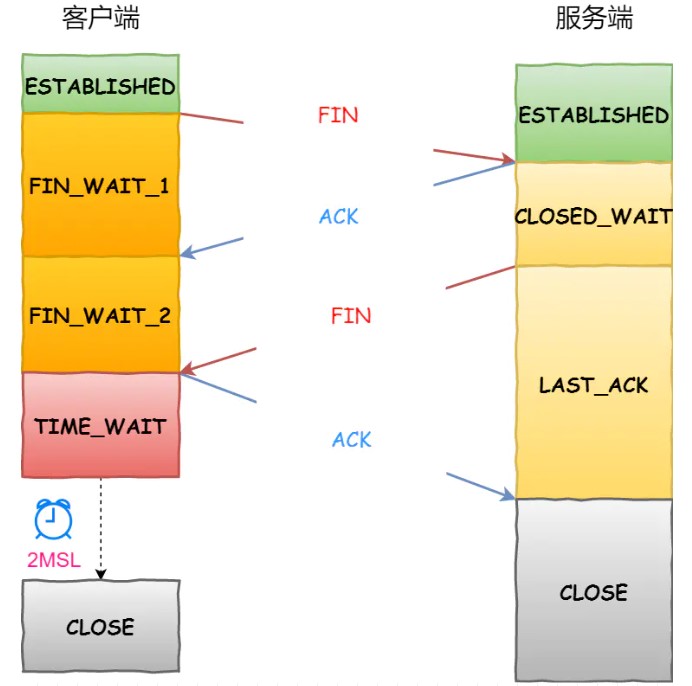 客户端
服务端
ESTABLISHED
ESTABLISHED
FIN
FIN_WAIT_1
CLOSED_WAIT
ACK
FIN_WAIT_2
FIN
LAST_ACK
TIME_WAIT
ACK
2MSL
CLOSE
CLOSE